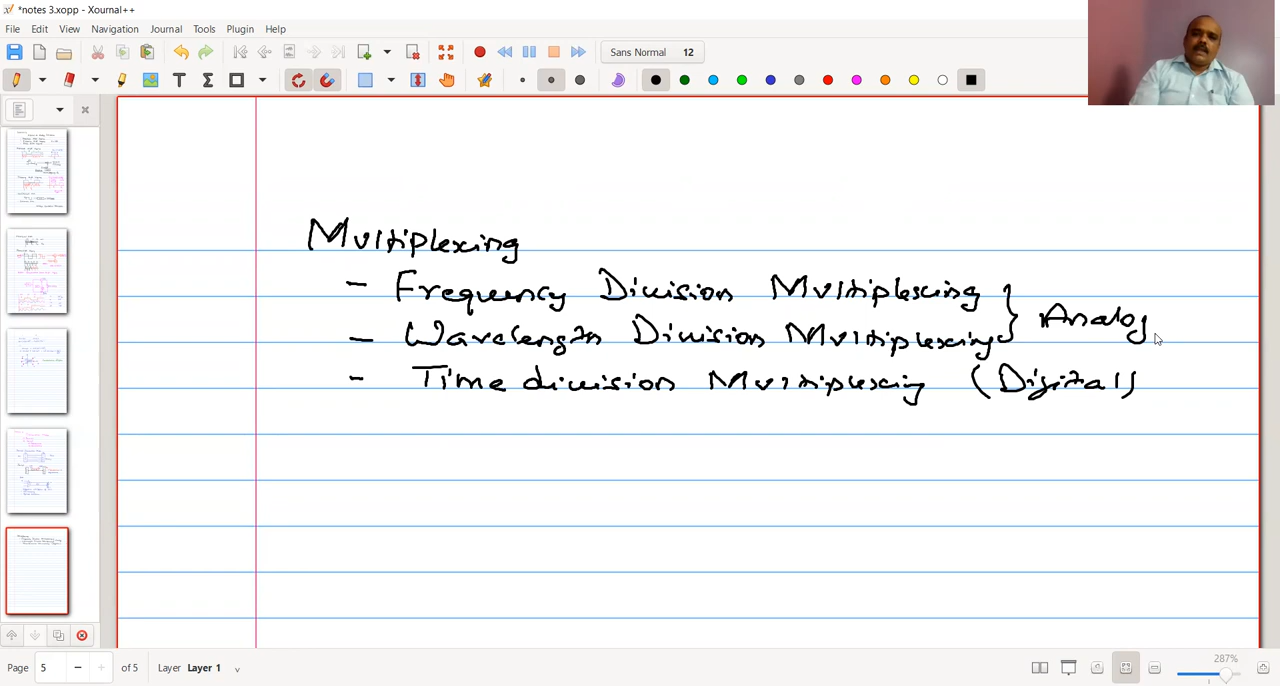 *notes 3.xopp - Xournal++
File Edit View Navigation Journal Tools Plugin Help
Sans Normal 12
Multiplexing
- Frequency Division Multiplexing } Analog
- Wavelength Division Multiplexing
- Time division Multiplexing (Digital)
Page 5 of 5 Layer Layer 1 287%